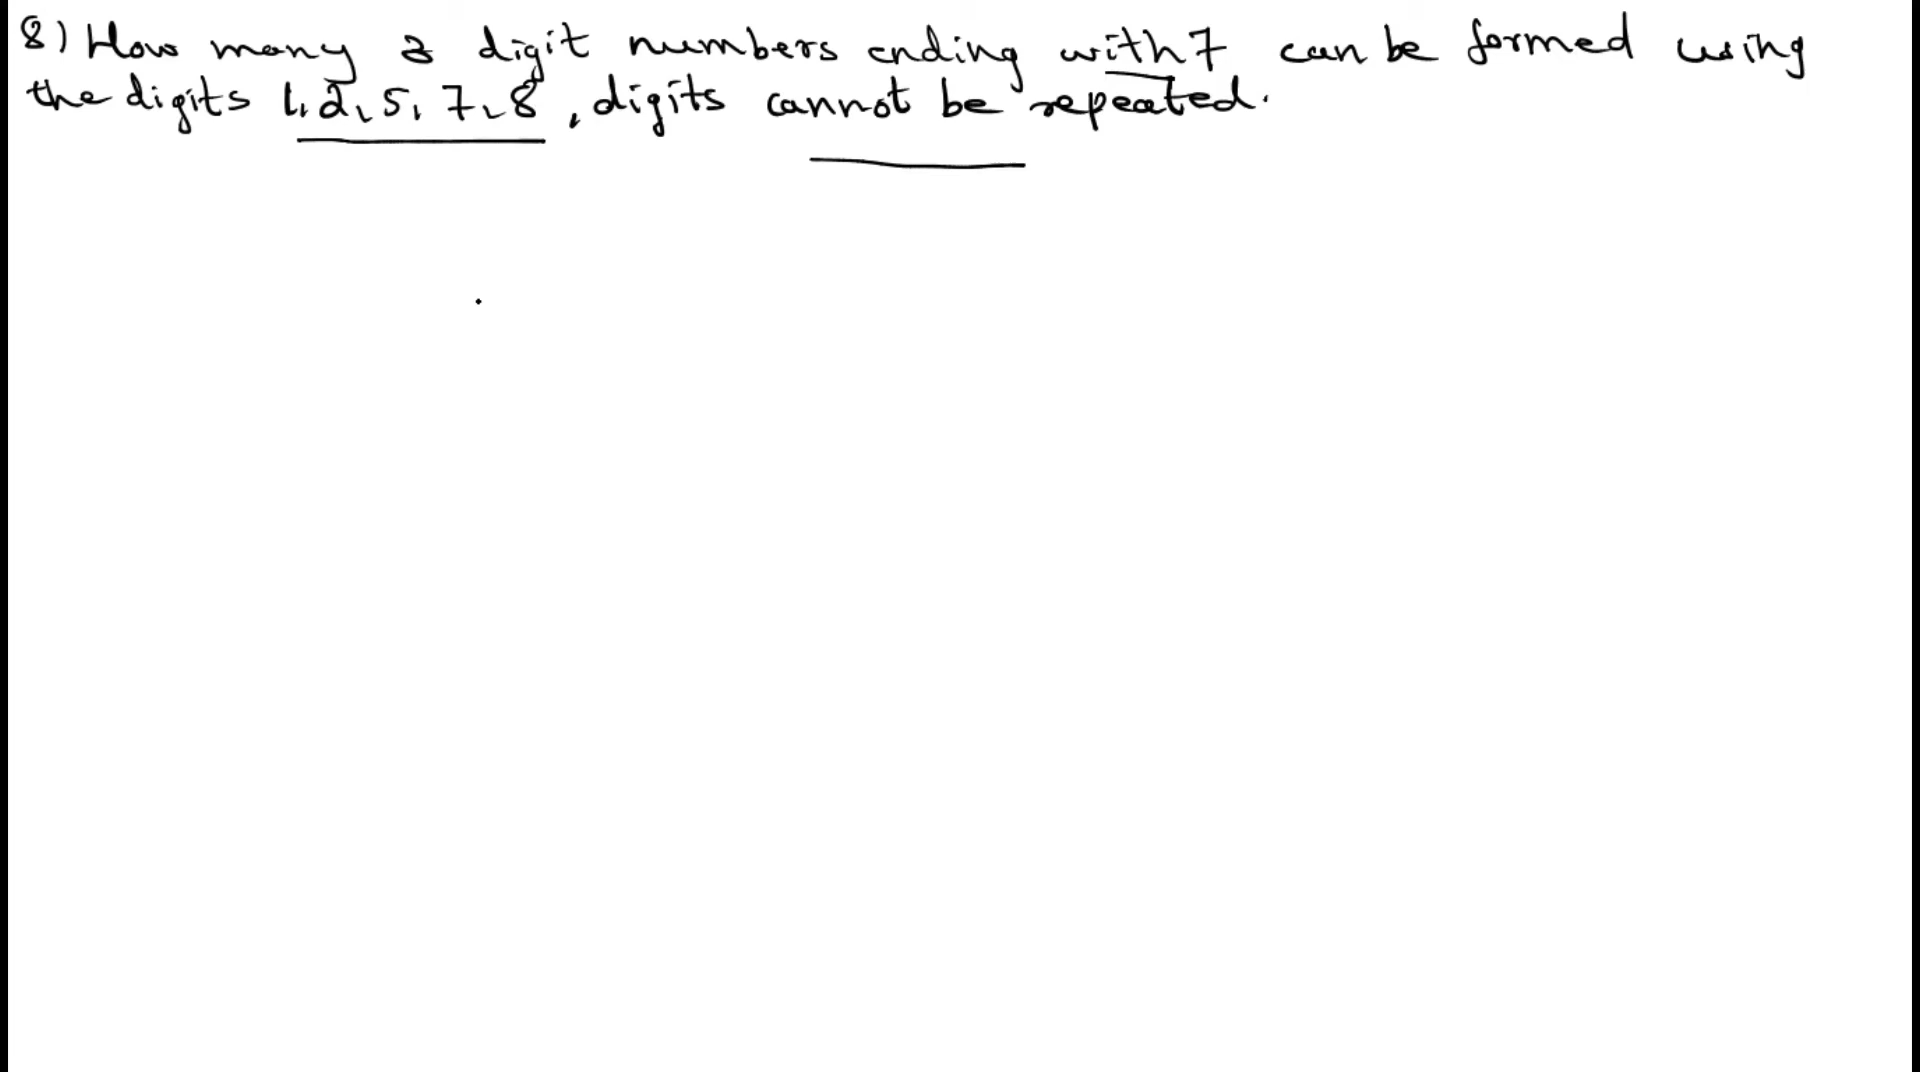 8) How many 3 digit numbers ending with 7 can be formed using
the digits 1, 2, 5, 7, 8, digits cannot be repeated.